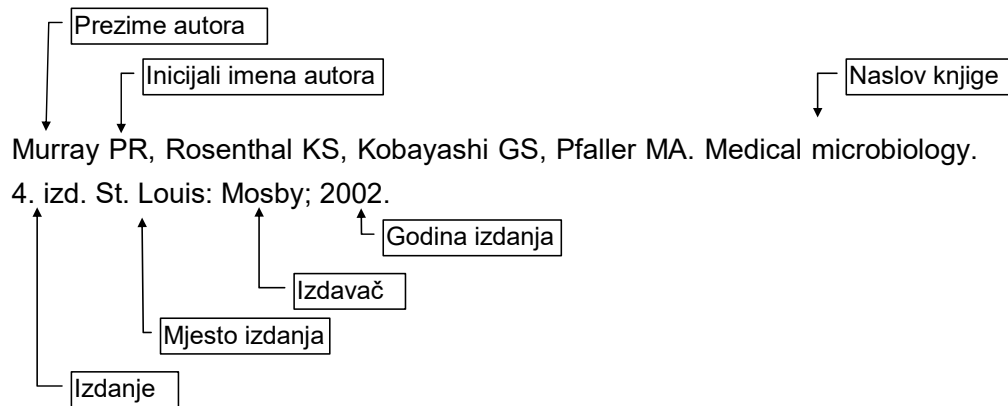 Prezime autora
Inicijali imena autora
Naslov knjige
Murray PR, Rosenthal KS, Kobayashi GS, Pfaller MA. Medical microbiology.
4. izd. St. Louis: Mosby; 2002.
Godina izdanja
Izdavač
Mjesto izdanja
Izdanje